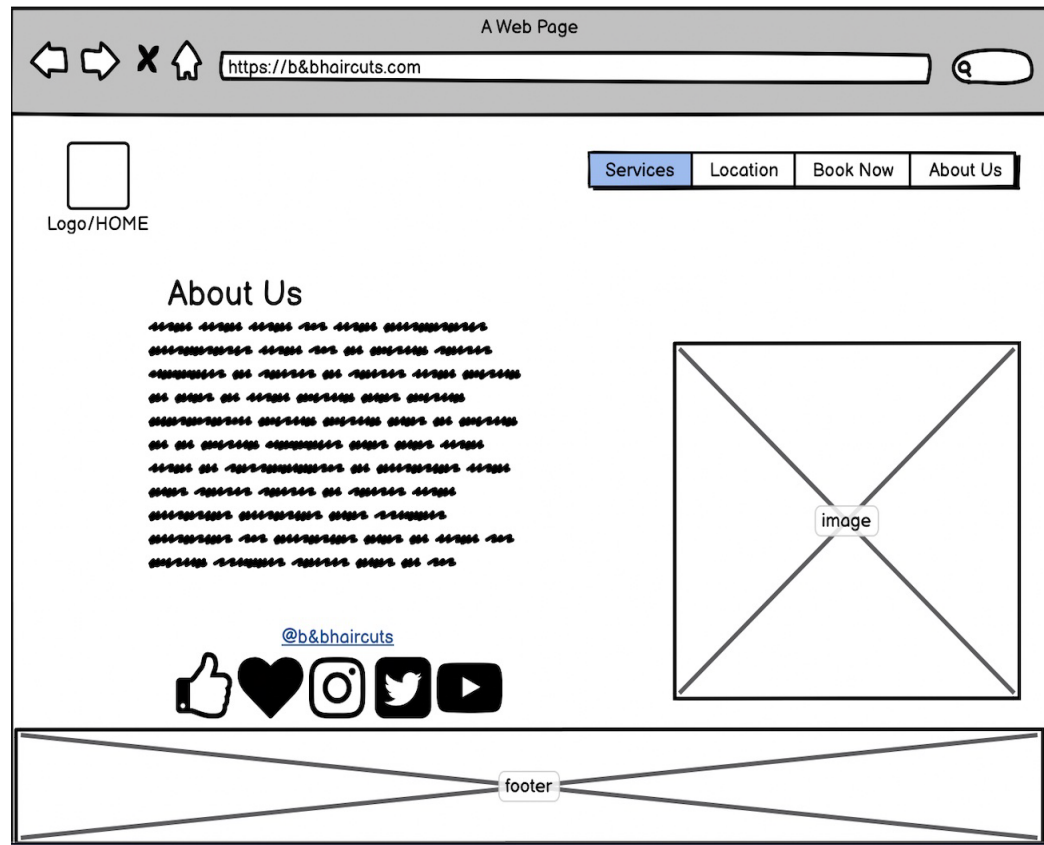 A Web Page
https://b&bhaircuts.com
Services Location Book Now About Us
Logo/HOME
About Us
image
@b&bhaircuts
footer